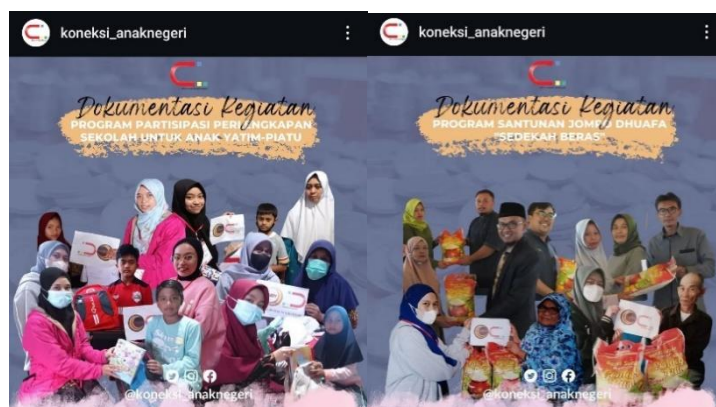 koneksi_anaknegeri
Dokumentasi Kegiatan
PROGRAM PARTISIPASI PERLENGKAPAN
SEKOLAH UNTUK ANAK YATIM-PIATU
@koneksi_anaknegeri
koneksi_anaknegeri
Dokumentasi Kegiatan
PROGRAM SANTUNAN JOMPO DHUAFA
"SEDEKAH BERAS"
@koneksi_anaknegeri